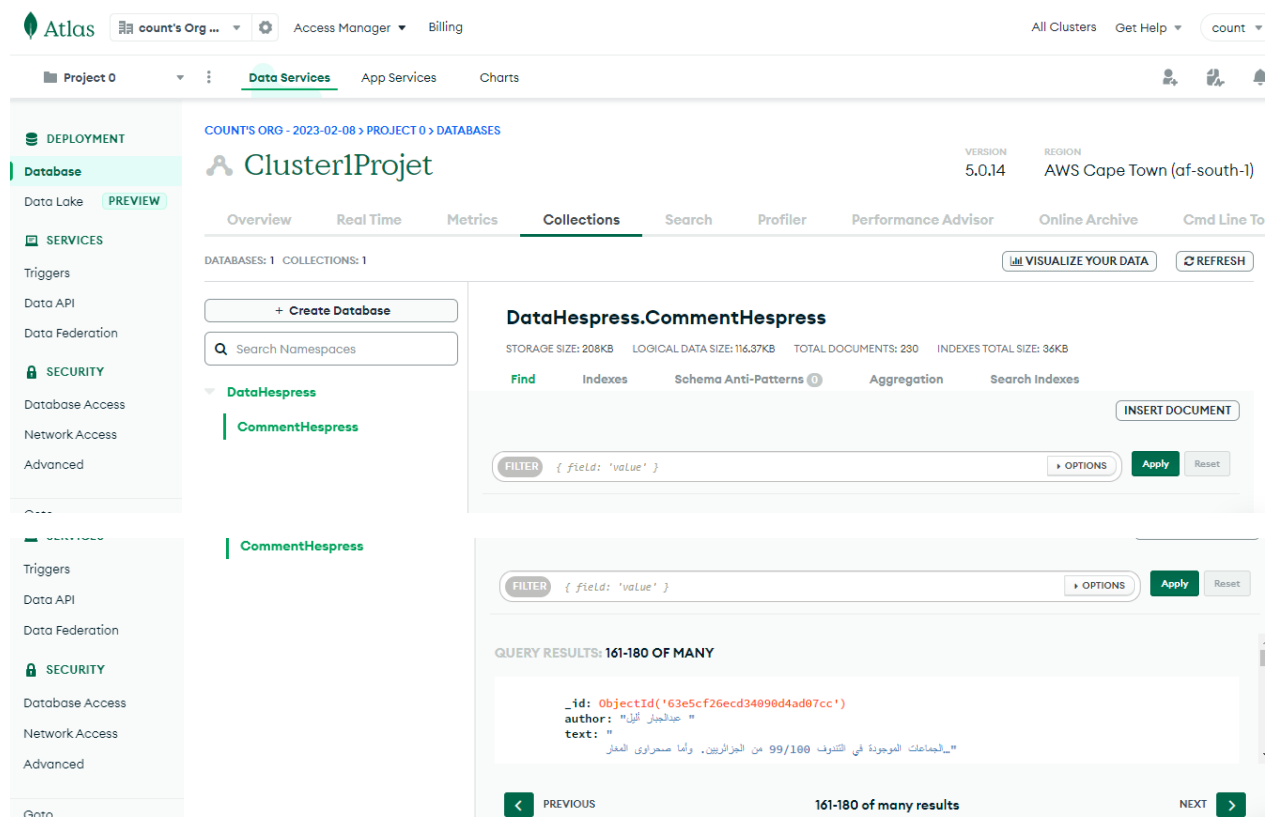 Atlas
count's Org ...
Access Manager
Billing
All Clusters
Get Help
count
Project 0
Data Services
App Services
Charts
DEPLOYMENT
Database
Data Lake PREVIEW
SERVICES
Triggers
Data API
Data Federation
SECURITY
Database Access
Network Access
Advanced
COUNT'S ORG - 2023-02-08 > PROJECT 0 > DATABASES
Cluster1Projet
VERSION
5.0.14
REGION
AWS Cape Town (af-south-1)
Overview
Real Time
Metrics
Collections
Search
Profiler
Performance Advisor
Online Archive
Cmd Line To
DATABASES: 1 COLLECTIONS: 1
VISUALIZE YOUR DATA
REFRESH
+ Create Database
Search Namespaces
DataHespress
CommentHespress
DataHespress.CommentHespress
STORAGE SIZE: 208KB LOGICAL DATA SIZE: 116.37KB TOTAL DOCUMENTS: 230 INDEXES TOTAL SIZE: 36KB
Find
Indexes
Schema Anti-Patterns 0
Aggregation
Search Indexes
INSERT DOCUMENT
FILTER { field: 'value' }
OPTIONS
Apply
Reset
Triggers
Data API
Data Federation
SECURITY
Database Access
Network Access
Advanced
Goto
CommentHespress
FILTER { field: 'value' }
OPTIONS
Apply
Reset
QUERY RESULTS: 161-180 OF MANY
_id: ObjectId('63e5cf26ecd34090d4ad07cc')
author: "عبدالجبار أليل "
text: "
الجماعات الموجودة في التندوف 99/100 من الجزائريين. وأما صحراوى المغار…"
PREVIOUS
161-180 of many results
NEXT